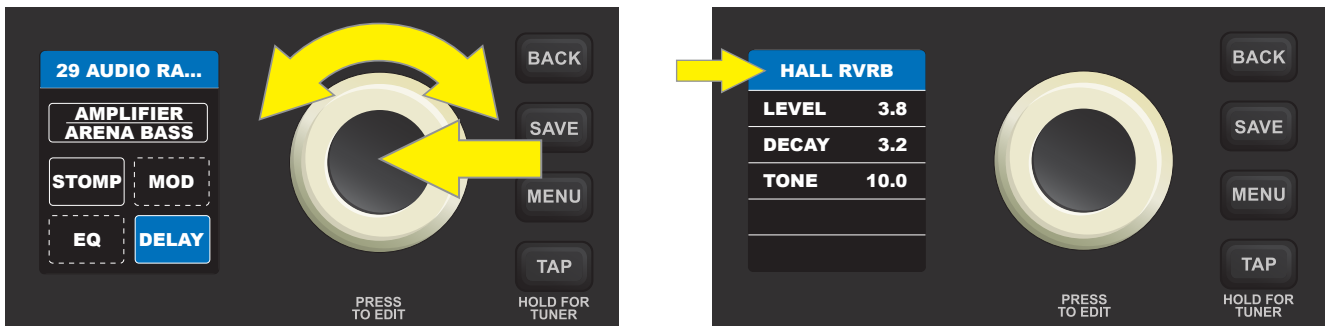 29 AUDIO RA...
AMPLIFIER
ARENA BASS
STOMP MOD
EQ DELAY
BACK
SAVE
MENU
TAP
PRESS
TO EDIT
HOLD FOR
TUNER
HALL RVRB
LEVEL 3.8
DECAY 3.2
TONE 10.0
BACK
SAVE
MENU
TAP
PRESS
TO EDIT
HOLD FOR
TUNER